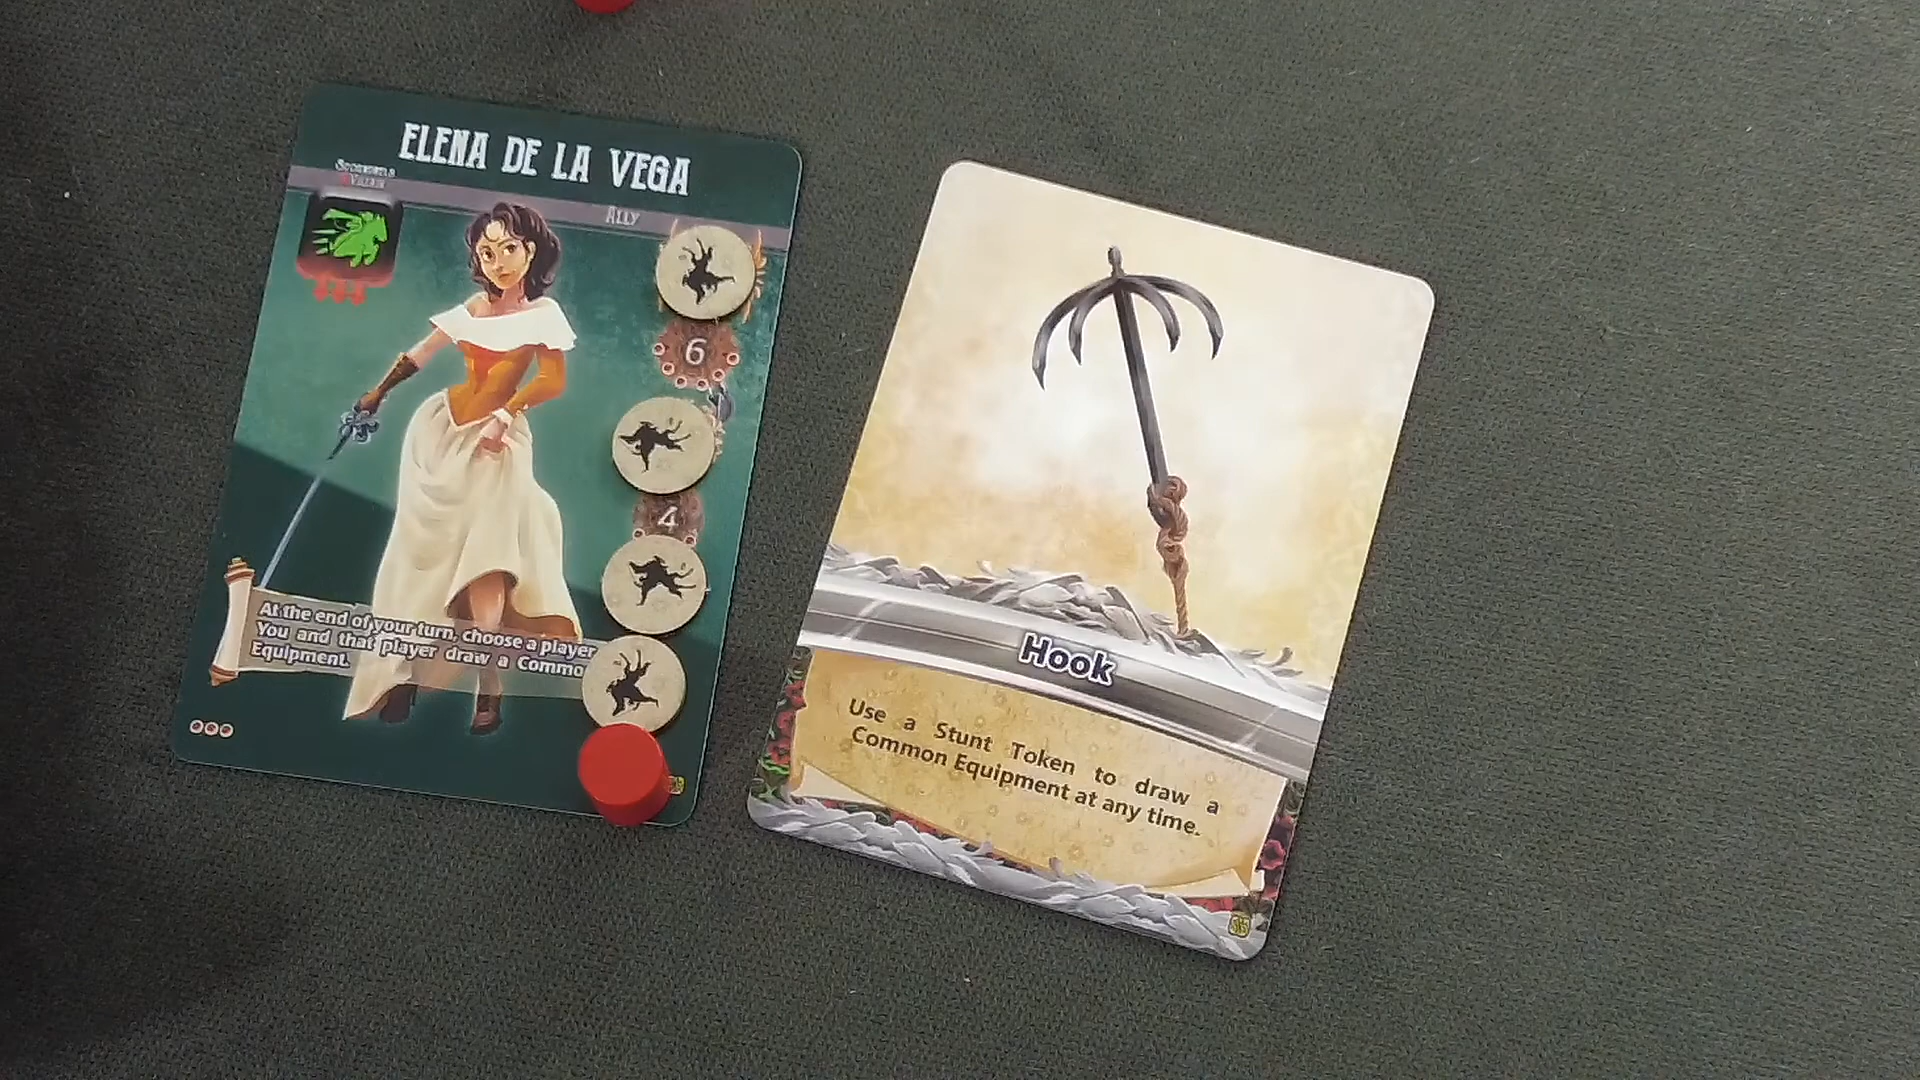 ELENA DE LA VEGA
ALLY
6
4
At the end of your turn, choose a player
You and that player draw a Commo
Equipment.
Hook
Use a Stunt Token to draw a
Common Equipment at any time.